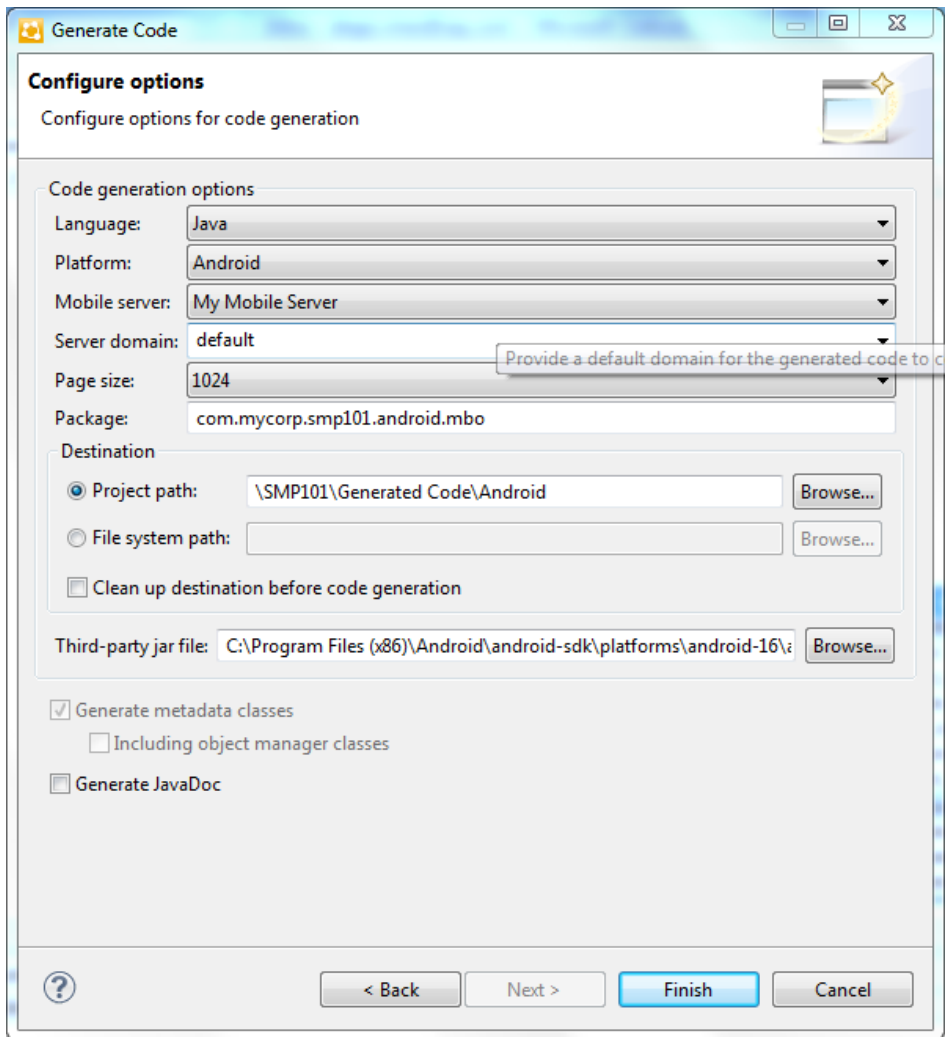 Generate Code
Configure options
Configure options for code generation
Code generation options
Language: Java
Platform: Android
Mobile server: My Mobile Server
Server domain: default
Provide a default domain for the generated code to c
Page size: 1024
Package: com.mycorp.smp101.android.mbo
Destination
Project path: \SMP101\Generated Code\Android Browse...
File system path: Browse...
Clean up destination before code generation
Third-party jar file: C:\Program Files (x86)\Android\android-sdk\platforms\android-16\a Browse...
Generate metadata classes
Including object manager classes
Generate JavaDoc
? < Back Next > Finish Cancel